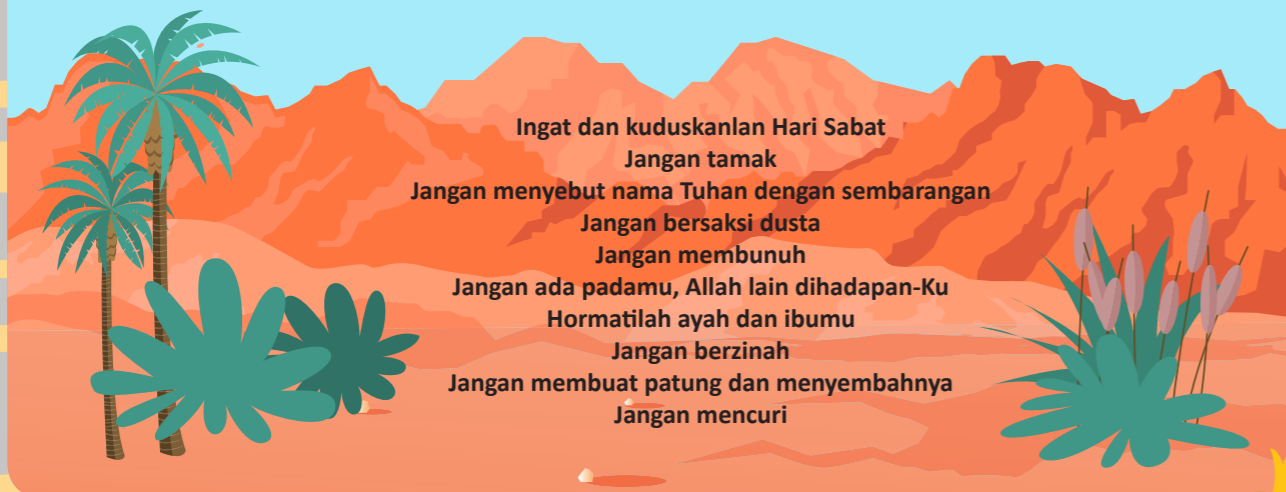 Ingat dan kuduskanlan Hari Sabat
Jangan tamak
Jangan menyebut nama Tuhan dengan sembarangan
Jangan bersaksi dusta
Jangan membunuh
Jangan ada padamu, Allah lain dihadapan-Ku
Hormatilah ayah dan ibumu
Jangan berzinah
Jangan membuat patung dan menyembahnya
Jangan mencuri